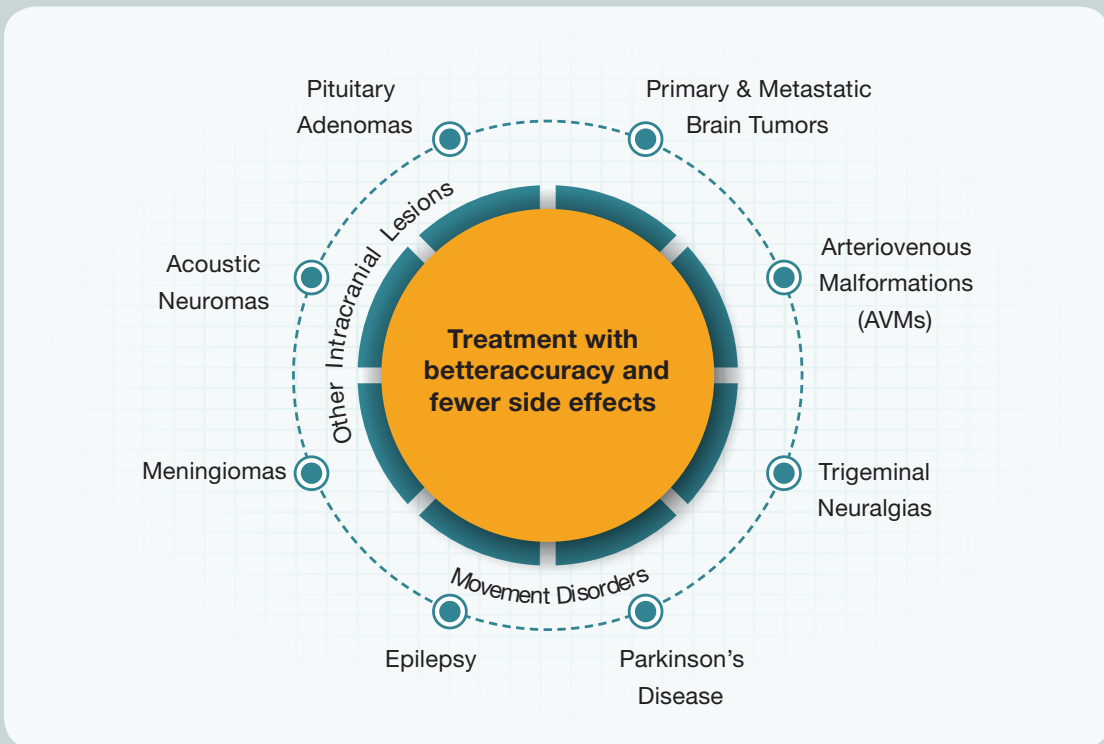 Pituitary
Adenomas
Primary & Metastatic
Brain Tumors
Other Intracranial Lesions
Acoustic
Neuromas
Arteriovenous
Malformations
(AVMs)
Treatment with
betteraccuracy and
fewer side effects
Meningiomas
Trigeminal
Neuralgias
Movement Disorders
Epilepsy
Parkinson’s
Disease